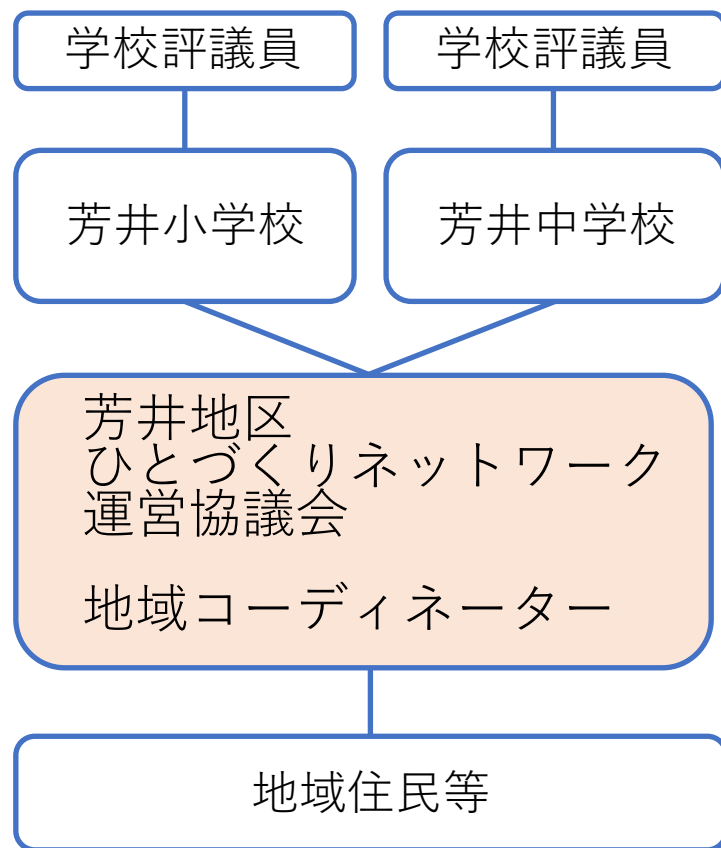 学校評議員
学校評議員
芳井小学校
芳井中学校
芳井地区
ひとづくりネットワーク
運営協議会
地域コーディネーター
地域住民等